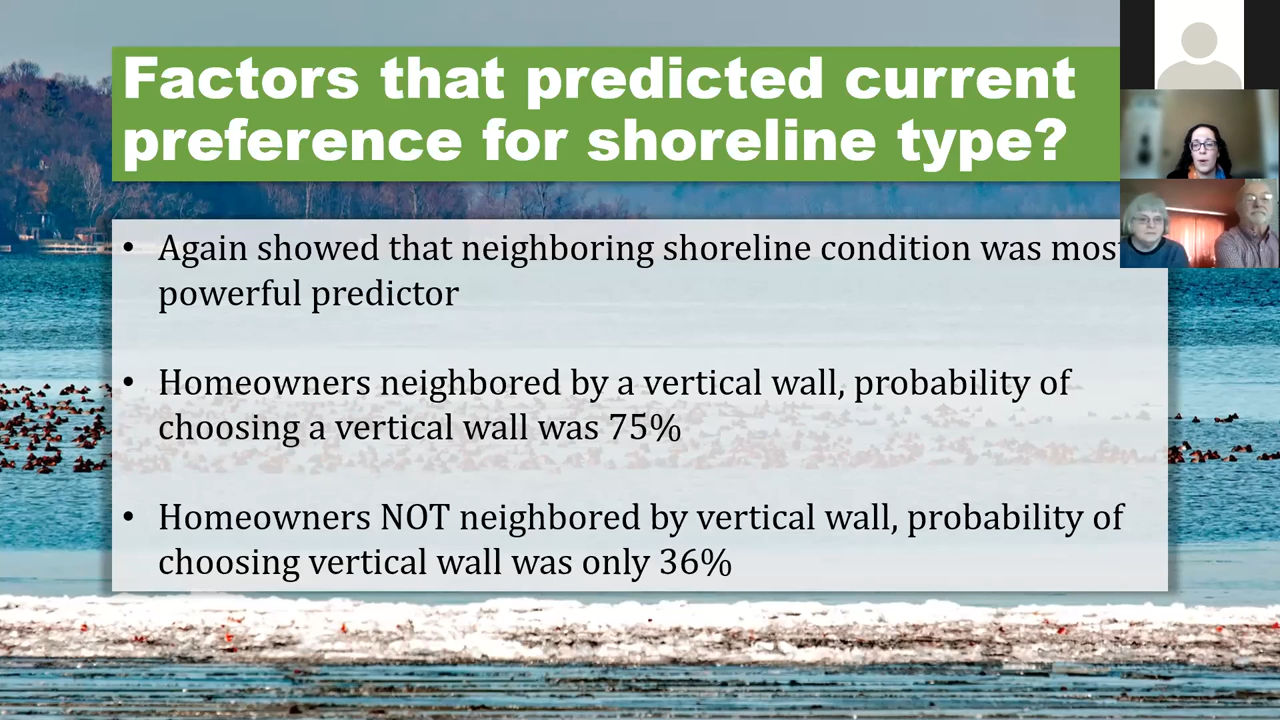 Factors that predicted current
preference for shoreline type?
• Again showed that neighboring shoreline condition was most
powerful predictor
• Homeowners neighbored by a vertical wall, probability of
choosing a vertical wall was 75%
• Homeowners NOT neighbored by vertical wall, probability of
choosing vertical wall was only 36%